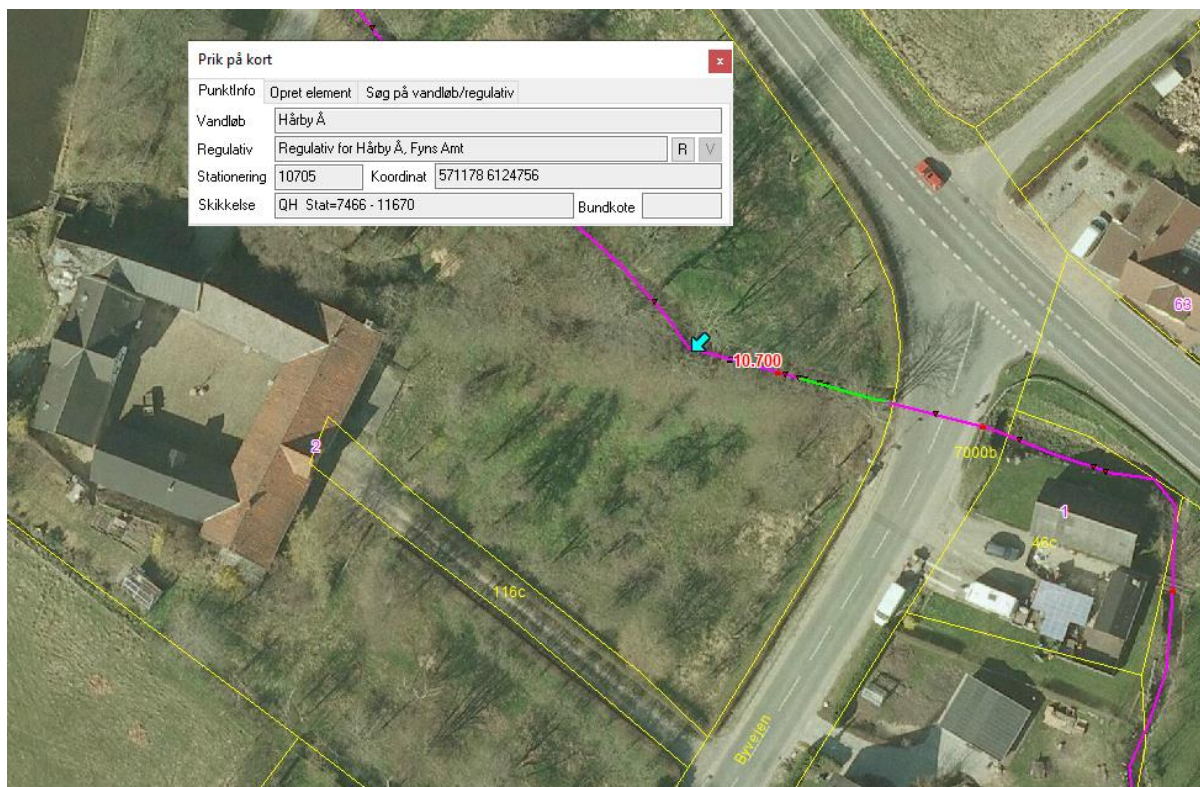 Prik på kort
x
PunktInfo Opret element Søg på vandløb/regulativ
Vandløb Hårby Å
Regulativ Regulativ for Hårby Å, Fyns Amt R V
Stationering 10705 Koordinat 571178 6124756
Skikkelse QH Stat=7466 - 11670 Bundkote
63
10.700
2
7000b
1
46c
116c
Byvejen